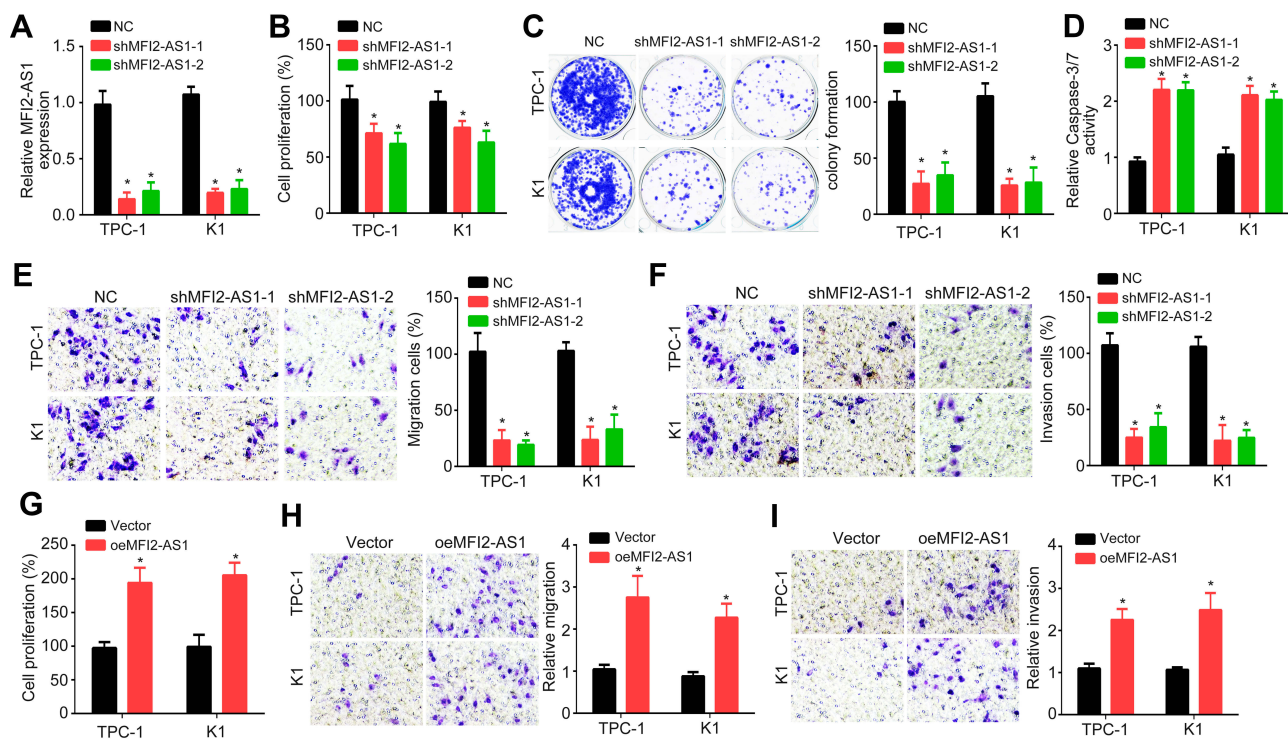 A
NC
shMFI2-AS1-1
shMFI2-AS1-2
Relative MFI2-AS1
expression
1.5
1.0
0.5
0.0
* * * *
TPC-1 K1
B
NC
shMFI2-AS1-1
shMFI2-AS1-2
Cell proliferation (%)
150
100
50
0
* * * *
TPC-1 K1
C
NC shMFI2-AS1-1 shMFI2-AS1-2
TPC-1
K1
NC
shMFI2-AS1-1
shMFI2-AS1-2
colony formation
150
100
50
0
* * * *
TPC-1 K1
D
NC
shMFI2-AS1-1
shMFI2-AS1-2
Relative Caspase-3/7
activity
3
2
1
0
* * * *
TPC-1 K1
E
NC shMFI2-AS1-1 shMFI2-AS1-2
TPC-1
K1
NC
shMFI2-AS1-1
shMFI2-AS1-2
Migration cells (%)
150
100
50
0
* * * *
TPC-1 K1
F
NC shMFI2-AS1-1 shMFI2-AS1-2
TPC-1
K1
NC
shMFI2-AS1-1
shMFI2-AS1-2
Invasion cells (%)
150
100
50
0
* * * *
TPC-1 K1
G
Vector
oeMFI2-AS1
Cell proliferation (%)
250
200
150
100
50
0
* *
TPC-1 K1
H
Vector oeMFI2-AS1
TPC-1
K1
Vector
oeMFI2-AS1
Relative migration
4
3
2
1
0
* *
TPC-1 K1
I
Vector oeMFI2-AS1
TPC-1
K1
Vector
oeMFI2-AS1
Relative invasion
4
3
2
1
0
* *
TPC-1 K1